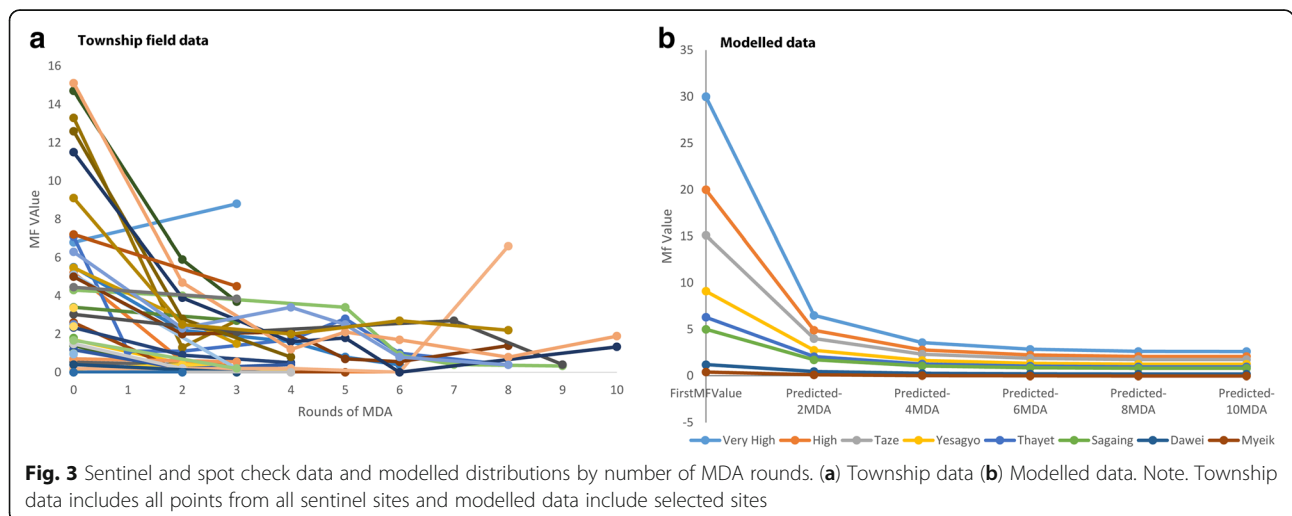 a Township field data
MF VAlue
16
14
12
10
8
6
4
2
0
0 1 2 3 4 5 6 7 8 9 10
Rounds of MDA
b Modelled data
Mf Value
35
30
25
20
15
10
5
0
-5
FirstMFValue Predicted-2MDA Predicted-4MDA Predicted-6MDA Predicted-8MDA Predicted-10MDA
Very High High Taze Yesagyo Thayet Sagaing Dawei Myeik
Fig. 3 Sentinel and spot check data and modelled distributions by number of MDA rounds. (a) Township data (b) Modelled data. Note. Township
data includes all points from all sentinel sites and modelled data include selected sites